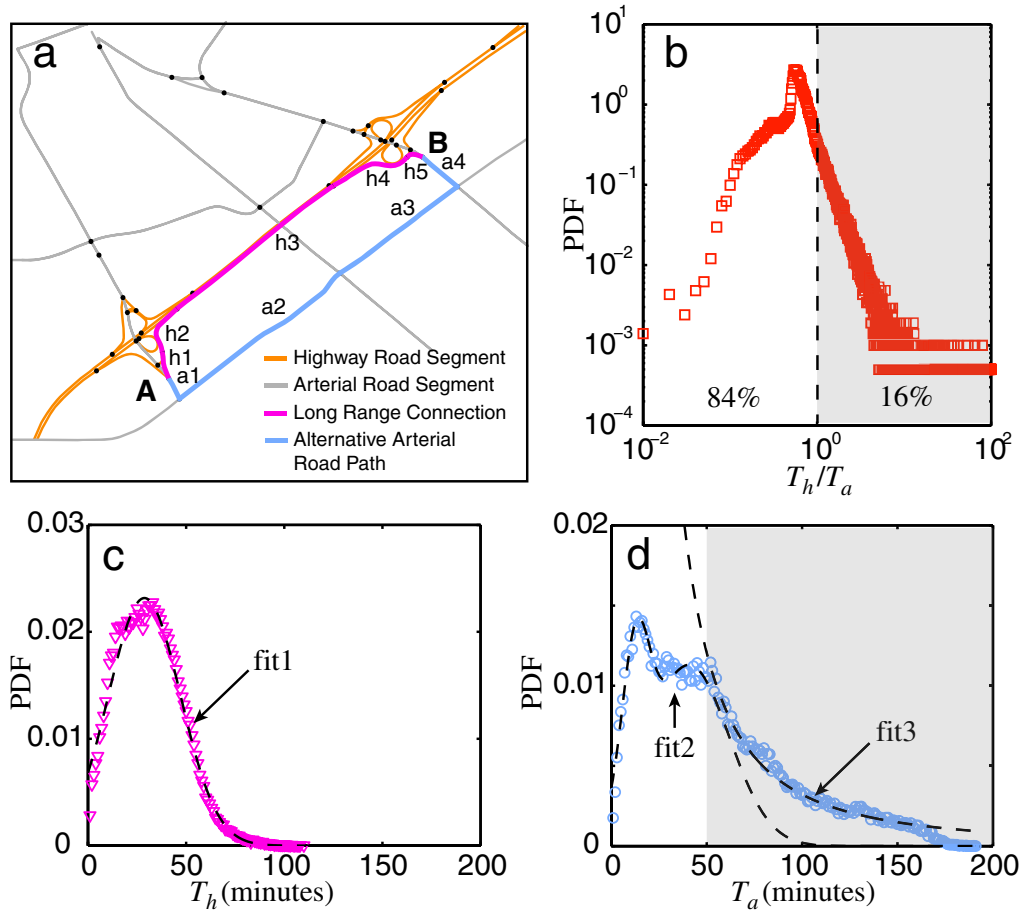 a
B
a4
h5
h4
a3
h3
a2
h2
h1
a1
A
Highway Road Segment
Arterial Road Segment
Long Range Connection
Alternative Arterial
Road Path
b
PDF
10^1
10^0
10^-1
10^-2
10^-3
10^-4
84%
16%
10^-2
10^0
10^2
T_h/T_a
c
PDF
0.03
0.02
0.01
0
fit1
0
50
100
150
200
T_h (minutes)
d
PDF
0.02
0.01
0
fit2
fit3
0
50
100
150
200
T_a (minutes)